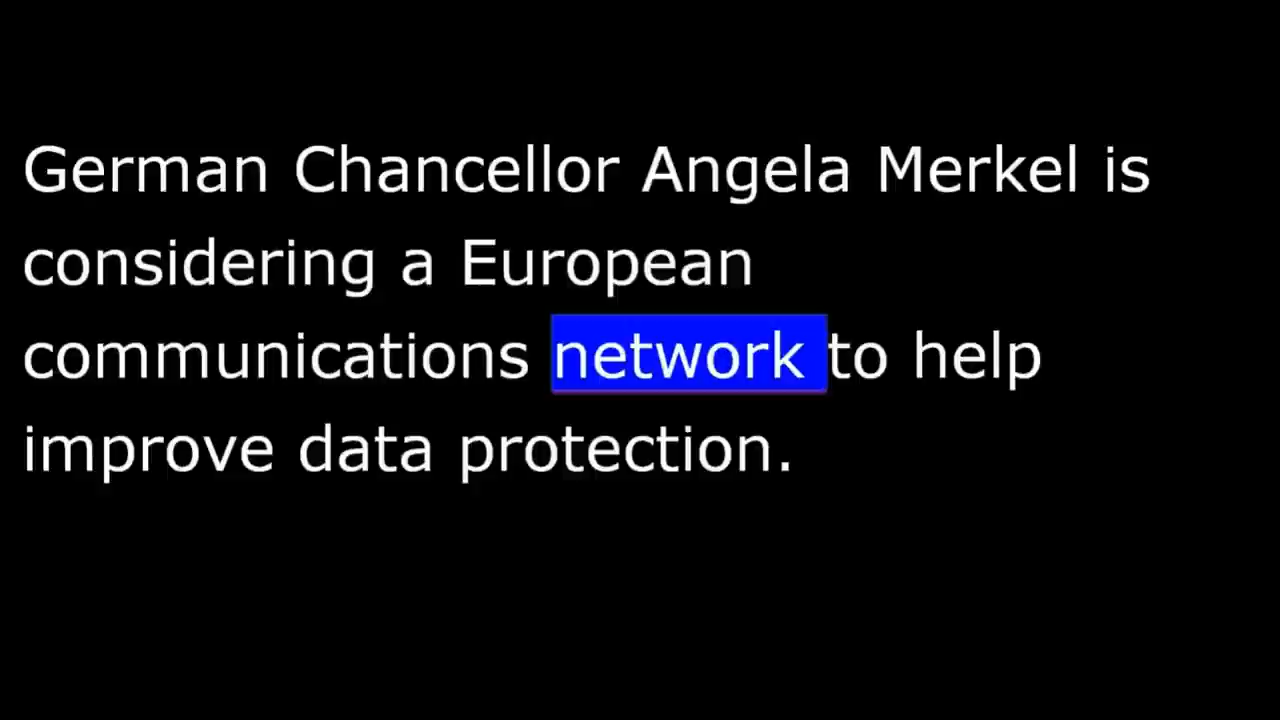 German Chancellor Angela Merkel is
considering a European
communications network to help
improve data protection.